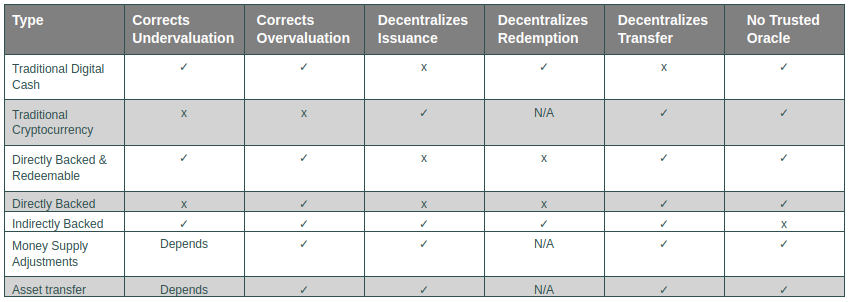 Type | Corrects Undervaluation | Corrects Overvaluation | Decentralizes Issuance | Decentralizes Redemption | Decentralizes Transfer | No Trusted Oracle
Traditional Digital Cash | ✓ | ✓ | x | ✓ | x | ✓
Traditional Cryptocurrency | x | x | ✓ | N/A | ✓ | ✓
Directly Backed & Redeemable | ✓ | ✓ | x | x | ✓ | ✓
Directly Backed | x | ✓ | x | x | ✓ | ✓
Indirectly Backed | ✓ | ✓ | ✓ | ✓ | ✓ | x
Money Supply Adjustments | Depends | ✓ | ✓ | N/A | ✓ | ✓
Asset transfer | Depends | ✓ | ✓ | N/A | ✓ | ✓